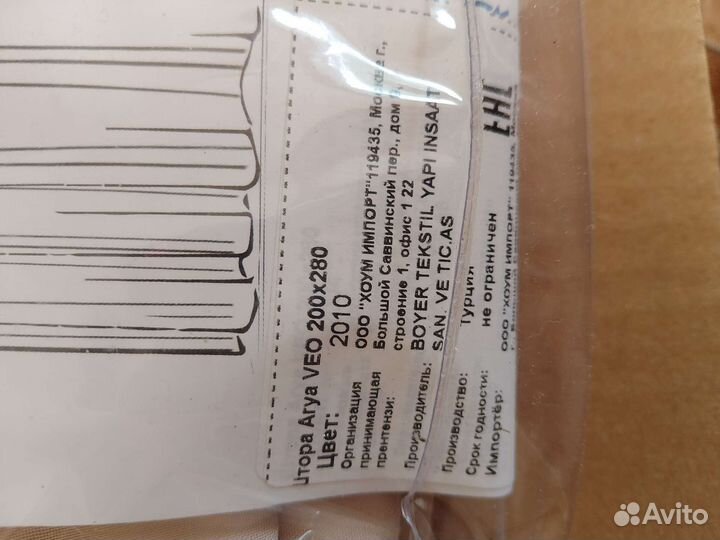 Штора Arya VEO 200x280
Цвет: 2010
Организация принимающая прентензи: ООО "ХОУМ ИМПОРТ" 119435, Москва г.,
Большой Саввинский пер., дом
строение 1, офис 1 22
Производитель: BOYER TEKSTIL YAPI INSAAT
SAN. VE TIC.AS
Производство: Турция
Срок годности: не ограничен
Импортёр: ООО "ХОУМ ИМПОРТ" 119435,
EAC
Avito